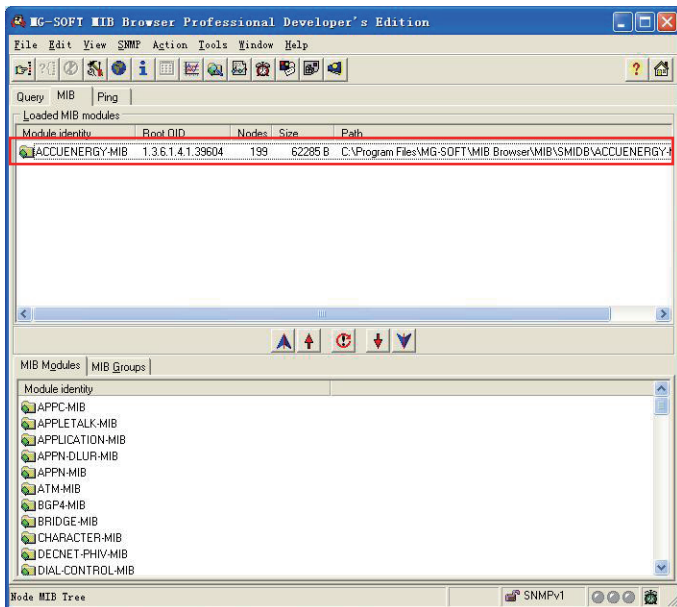 MG-SOFT MIB Browser Professional Developer's Edition
File Edit View SNMP Action Tools Window Help
Query MIB Ping
Loaded MIB modules
Module identity Root OID Nodes Size Path
ACCUENERGY-MIB 1.3.6.1.4.1.39604 199 62285 B C:\Program Files\MG-SOFT\MIB Browser\MIB\SMIDB\ACCUENERGY-
MIB Modules MIB Groups
Module identity
APPC-MIB
APPLETALK-MIB
APPLICATION-MIB
APPN-DLUR-MIB
APPN-MIB
ATM-MIB
BGP4-MIB
BRIDGE-MIB
CHARACTER-MIB
DECNET-PHIV-MIB
DIAL-CONTROL-MIB
Node MIB Tree SNMPv1